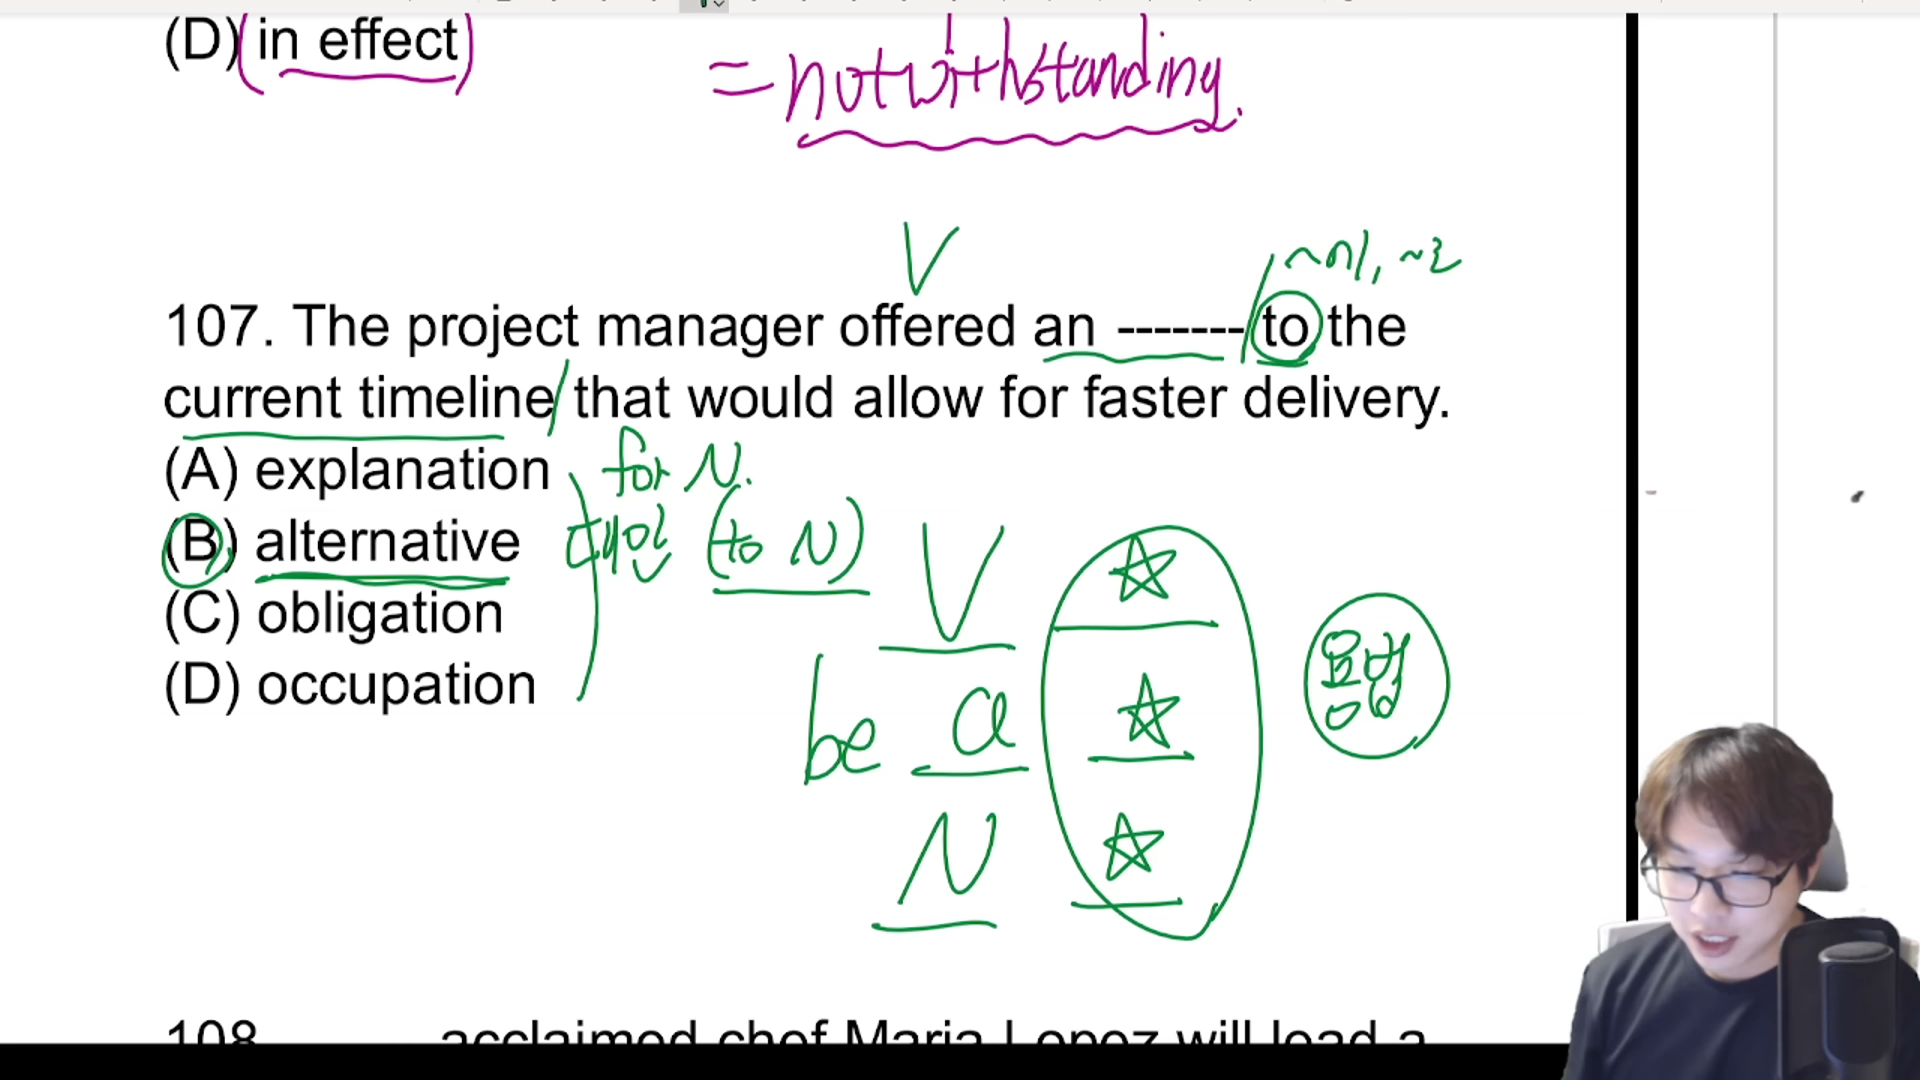 (D) in effect
= notwithstanding.
V
~에, ~로
107. The project manager offered an ------- to the
current timeline that would allow for faster delivery.
(A) explanation for N.
(B) alternative 대안 (to N)
(C) obligation
(D) occupation
V ☆
be a ☆
N ☆
용법
108. acclaimed chef Maria Lopez will lead a